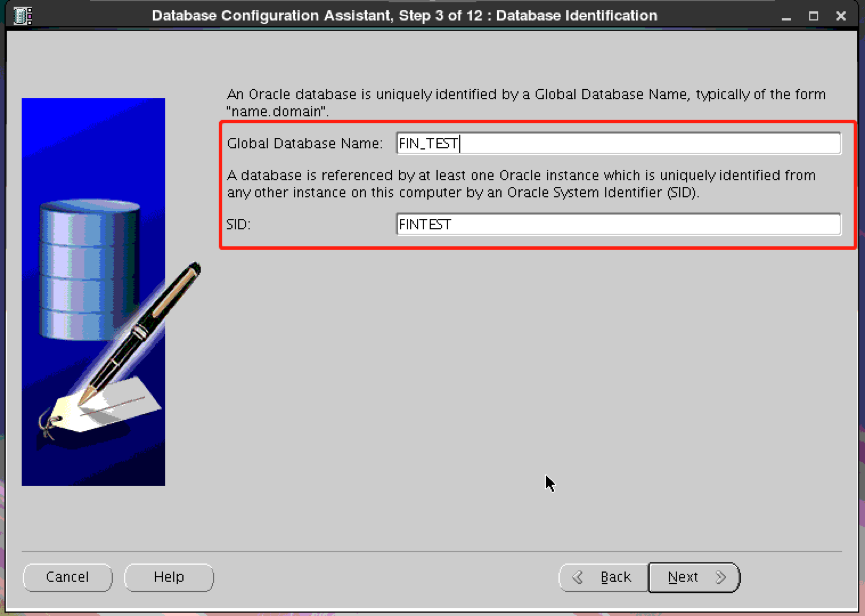 Database Configuration Assistant, Step 3 of 12 : Database Identification
An Oracle database is uniquely identified by a Global Database Name, typically of the form
"name.domain".
Global Database Name: FIN_TEST
A database is referenced by at least one Oracle instance which is uniquely identified from
any other instance on this computer by an Oracle System Identifier (SID).
SID: FINTEST
Cancel Help Back Next